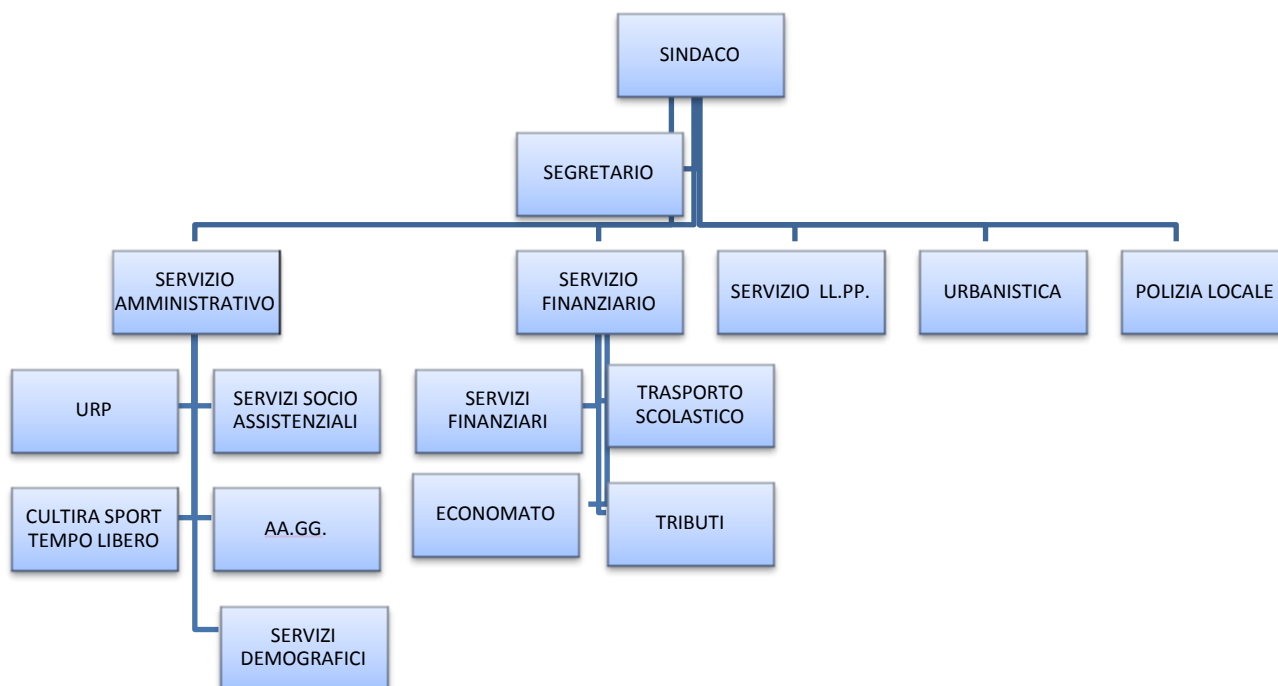 SINDACO
SEGRETARIO
SERVIZIO
AMMINISTRATIVO
SERVIZIO
FINANZIARIO
SERVIZIO LL.PP.
URBANISTICA
POLIZIA LOCALE
URP
SERVIZI SOCIO
ASSISTENZIALI
SERVIZI
FINANZIARI
TRASPORTO
SCOLASTICO
CULTIRA SPORT
TEMPO LIBERO
AA.GG.
ECONOMATO
TRIBUTI
SERVIZI
DEMOGRAFICI